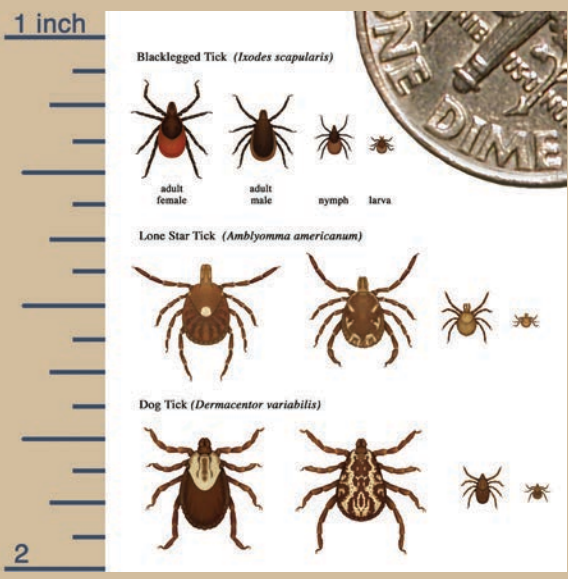 1 inch
Blacklegged Tick (Ixodes scapularis)
adult female
adult male
nymph
larva
ONE DIME
Lone Star Tick (Amblyomma americanum)
Dog Tick (Dermacentor variabilis)
2